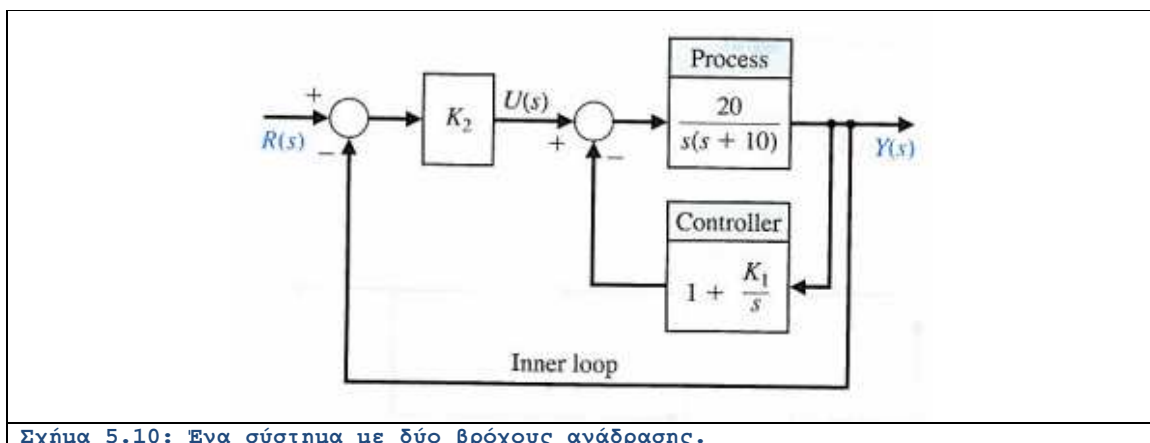 Process
20
s(s + 10)
+
R(s)
−
K₂
U(s)
+
−
Y(s)
Controller
1 + K₁/s
Inner loop
Σχήμα 5.10: Ένα σύστημα με δύο βρόχους ανάδρασης.